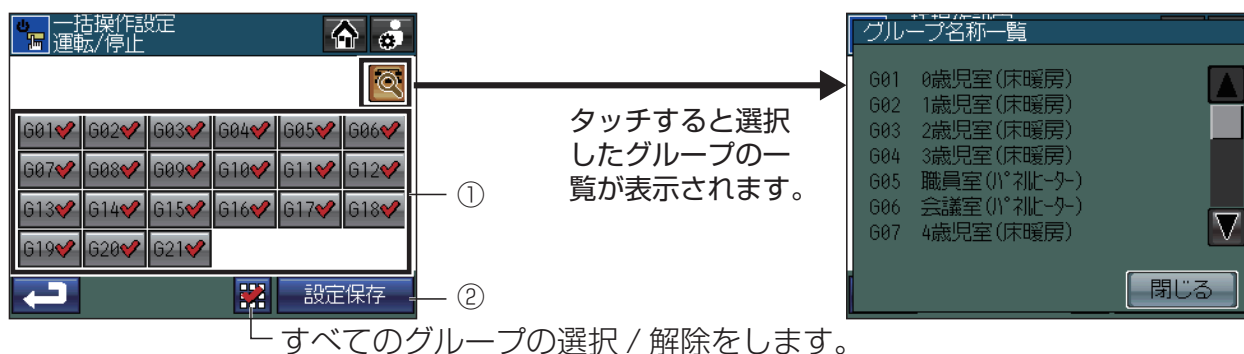 一括操作設定
運転/停止
G01 G02 G03 G04 G05 G06
G07 G08 G09 G10 G11 G12
G13 G14 G15 G16 G17 G18
G19 G20 G21
設定保存
①
②
すべてのグループの選択 / 解除をします。
タッチすると選択
したグループの一
覧が表示されます。
グループ名称一覧
G01 0歳児室(床暖房)
G02 1歳児室(床暖房)
G03 2歳児室(床暖房)
G04 3歳児室(床暖房)
G05 職員室(ﾊﾟﾈﾙﾋｰﾀｰ)
G06 会議室(ﾊﾟﾈﾙﾋｰﾀｰ)
G07 4歳児室(床暖房)
閉じる